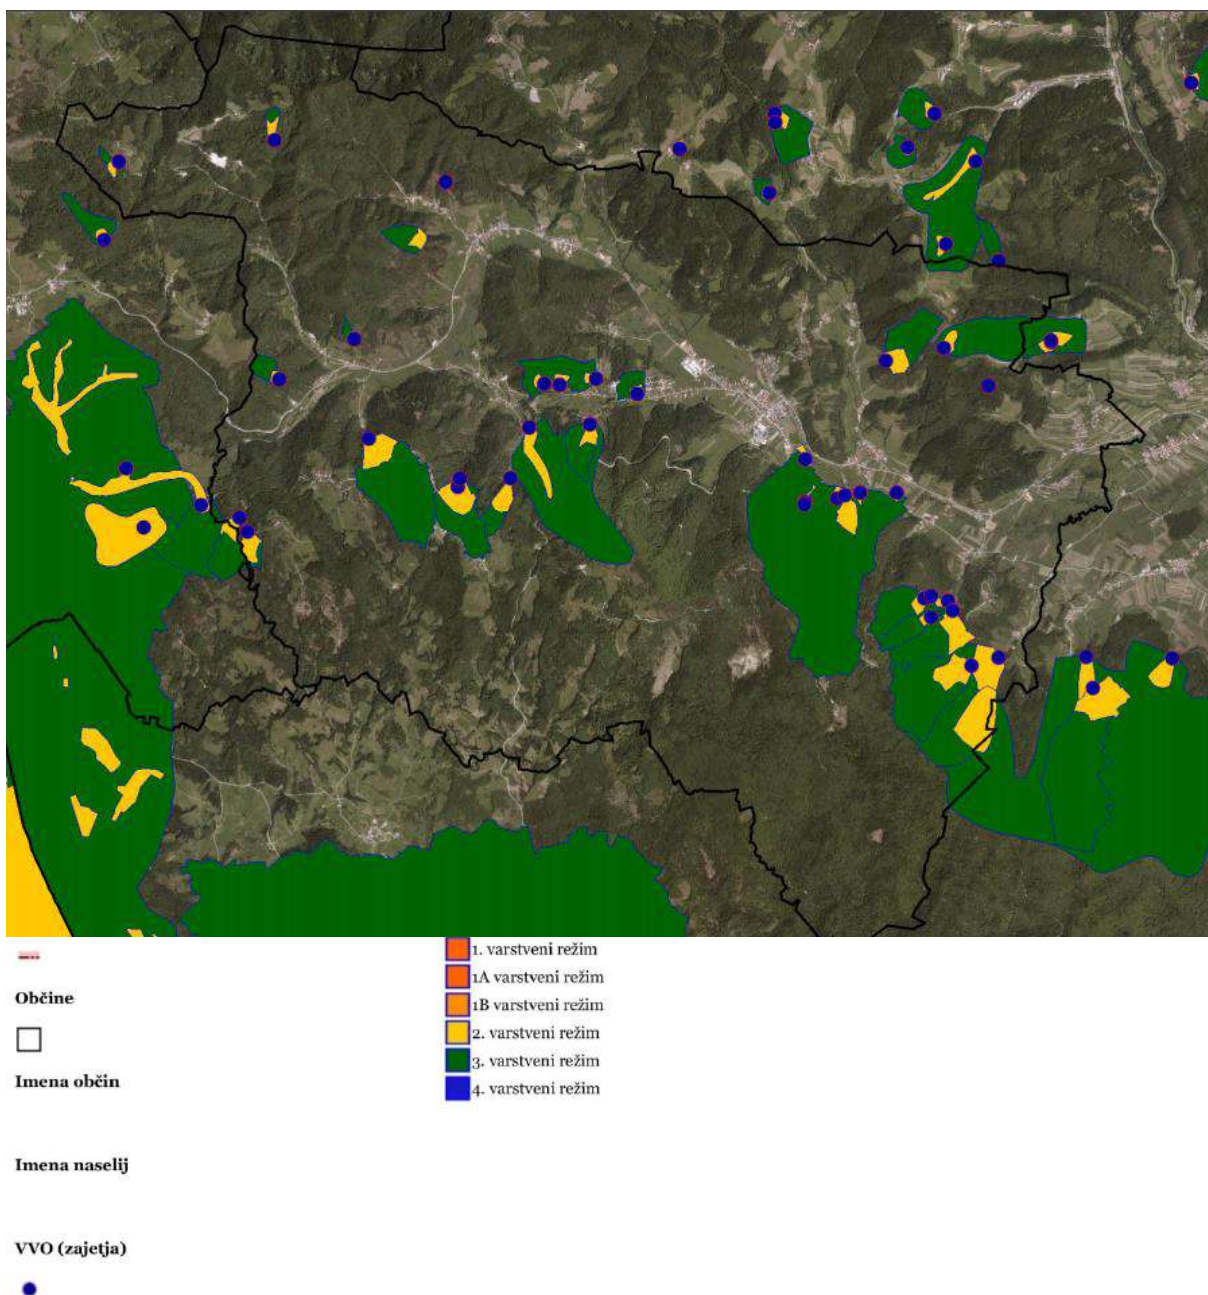 Občine
Imena občin
Imena naselij
VVO (zajetja)
1. varstveni režim
1A varstveni režim
1B varstveni režim
2. varstveni režim
3. varstveni režim
4. varstveni režim